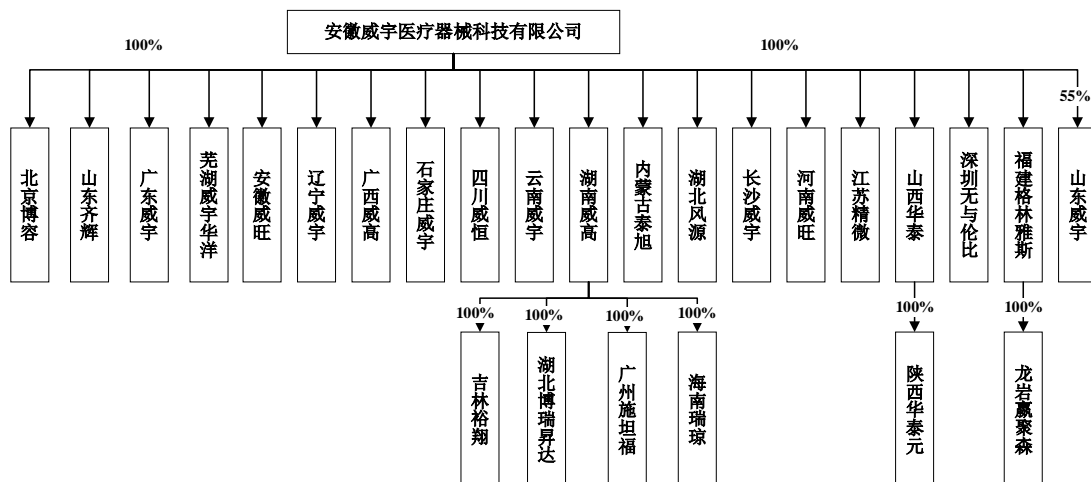 安徽威宇医疗器械科技有限公司
100%
100%
55%
北京博容
山东齐辉
广东威宇
芜湖威宇华洋
安徽威旺
辽宁威宇
广西威高
石家庄威宇
四川威恒
云南威宇
湖南威高
内蒙古泰旭
湖北风源
长沙威宇
河南威旺
江苏精微
山西华泰
深圳无与伦比
福建格林雅斯
山东威宇
100%
100%
100%
100%
100%
100%
吉林裕翔
湖北博瑞昇达
广州施坦福
海南瑞琼
陕西华泰元
龙岩赢聚森